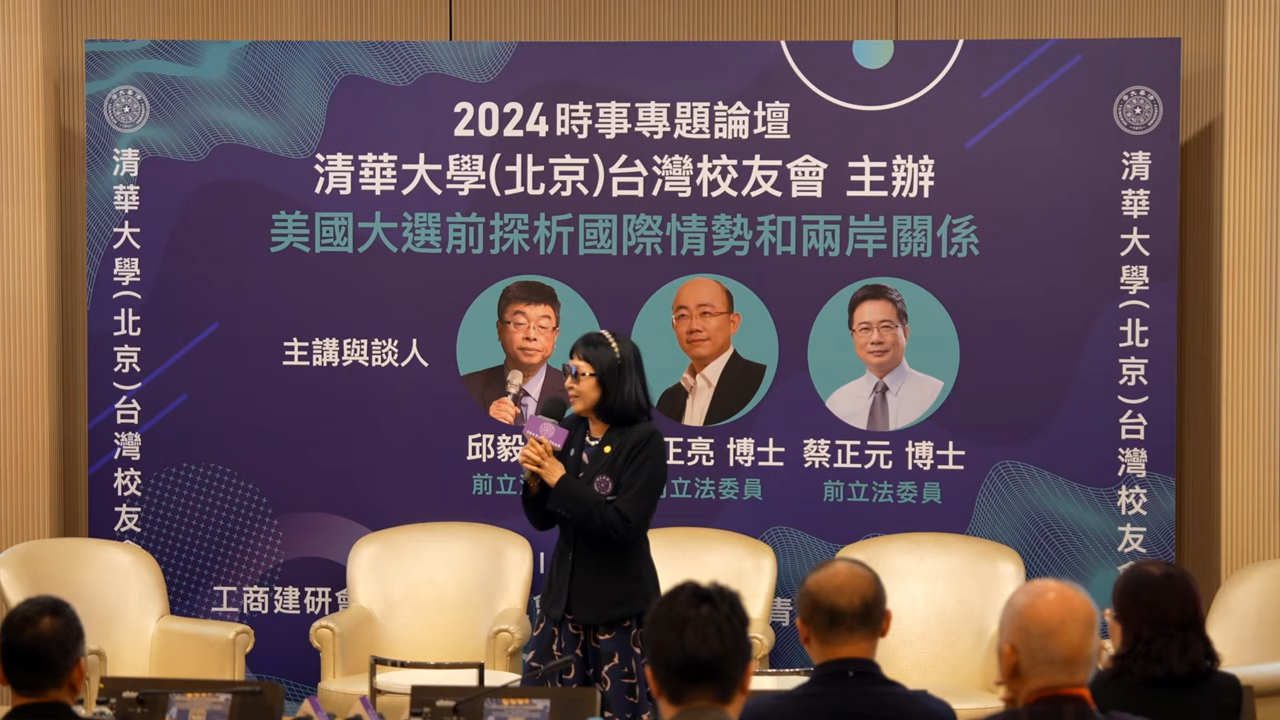 2024時事專題論壇
清華大學(北京)台灣校友會 主辦
美國大選前探析國際情勢和兩岸關係
主講與談人
邱毅
前立
正亮 博士
立法委員
蔡正元 博士
前立法委員
工商建研會
青
清華大學(北京)台灣校友
清華大學(北京)台灣校友會